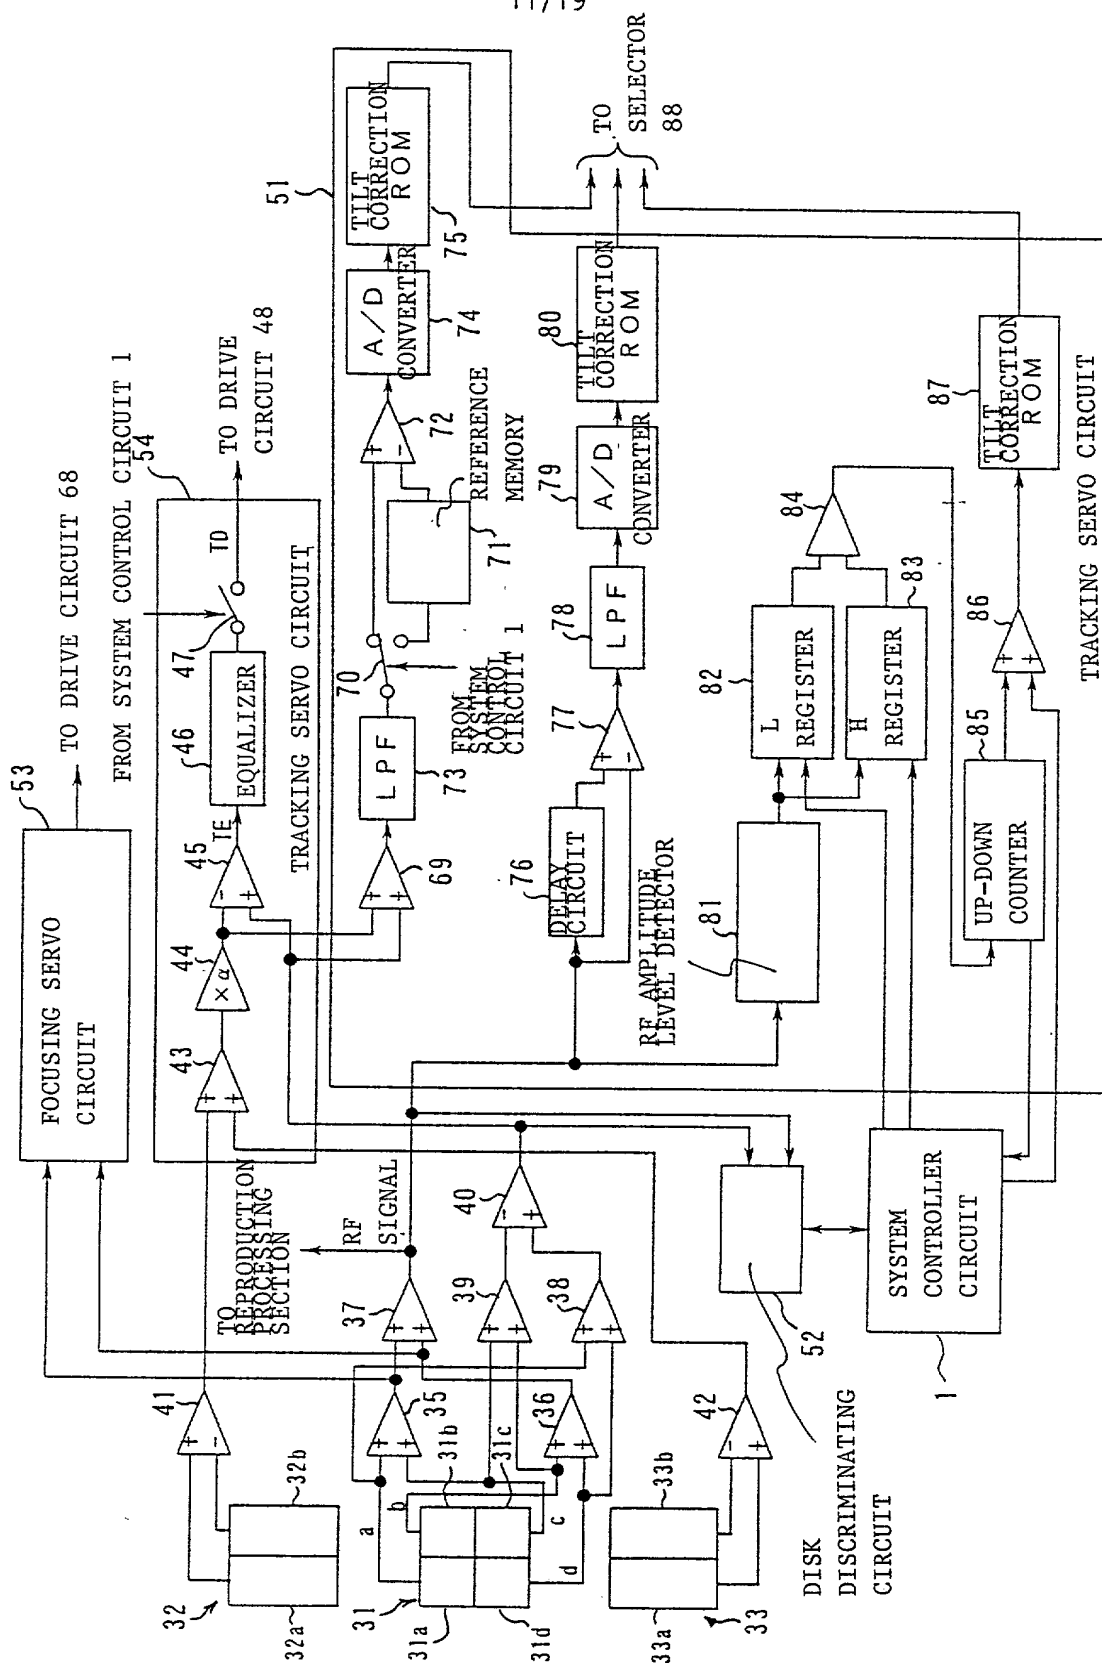 11/19
53
FOCUSING SERVO
CIRCUIT
TO DRIVE CIRCUIT 68
FROM SYSTEM CONTROL CIRCUIT 1
54
TO DRIVE
CIRCUIT 48
43
44
×α
45
TE
46
EQUALIZER
47
TD
TRACKING SERVO CIRCUIT
32
32a
32b
41
+
-
31
31a
31b
31c
31d
a
b
c
d
35
36
37
38
39
40
33
33a
33b
42
TO
REPRODUCTION
PROCESSING
SECTION
RF
SIGNAL
51
69
73
LPF
70
FROM
SYSTEM
CONTROL
CIRCUIT 1
71
REFERENCE
MEMORY
72
74
A/D
CONVERTER
75
TILT
CORRECTION
ROM
76
DELAY
CIRCUIT
77
78
LPF
79
A/D
CONVERTER
80
TILT
CORRECTION
ROM
TO
SELECTOR
88
RF AMPLITUDE
LEVEL DETECTOR
81
82
L
REGISTER
H
REGISTER
83
84
85
UP-DOWN
COUNTER
86
87
TILT
CORRECTION
ROM
TRACKING SERVO CIRCUIT
52
DISK
DISCRIMINATING
CIRCUIT
SYSTEM
CONTROLLER
CIRCUIT
1